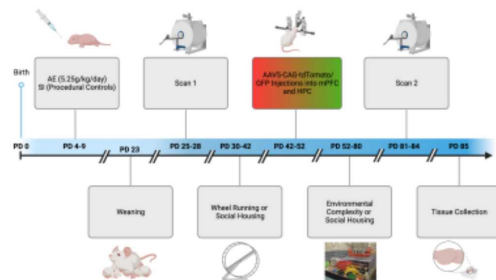 Birth
AE (5.25g/kg/day)
SI (Procedural Controls)
Scan 1
AAV5-CAG-tdTomato/
GFP Injections into mPFC
and HPC
Scan 2
PD 0
PD 4-9
PD 23
PD 25-28
PD 30-42
PD 42-52
PD 52-80
PD 81-84
PD 85
Weaning
Wheel Running or
Social Housing
Environmental
Complexity or
Social Housing
Tissue Collection